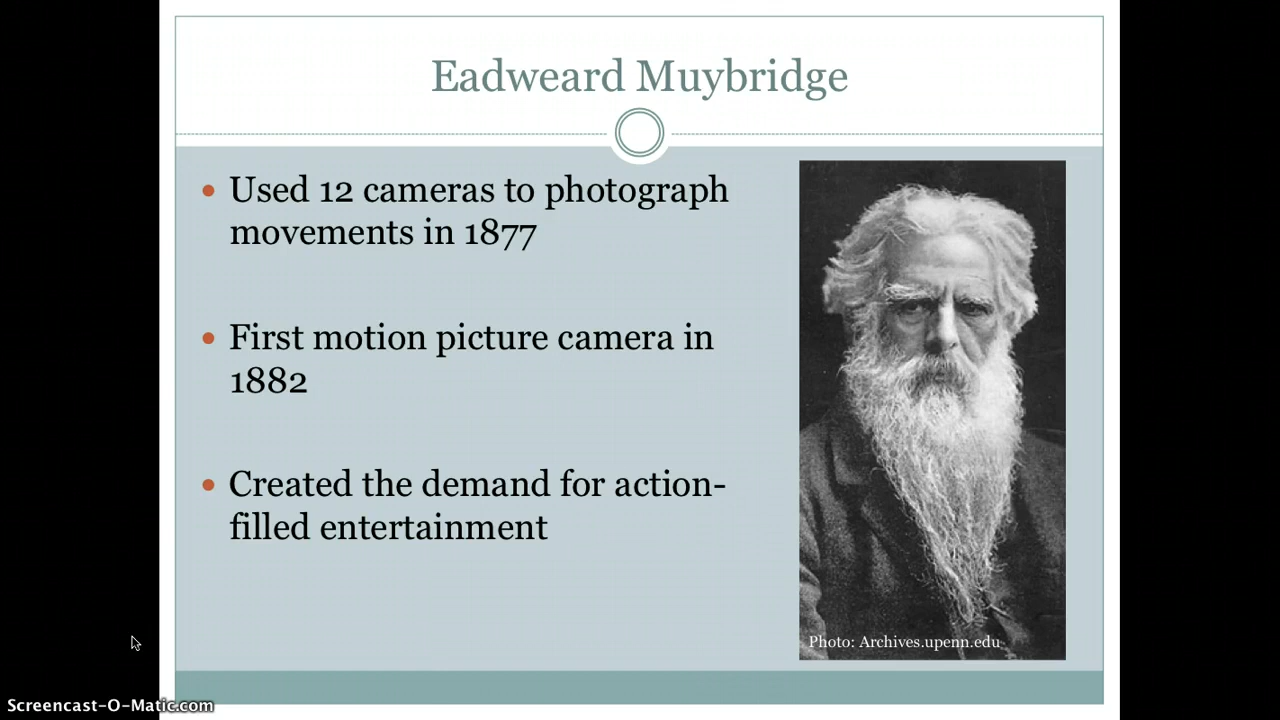 Eadweard Muybridge
Used 12 cameras to photograph
movements in 1877
First motion picture camera in
1882
Created the demand for action-
filled entertainment
Photo: Archives.upenn.edu
Screencast-O-Matic.com